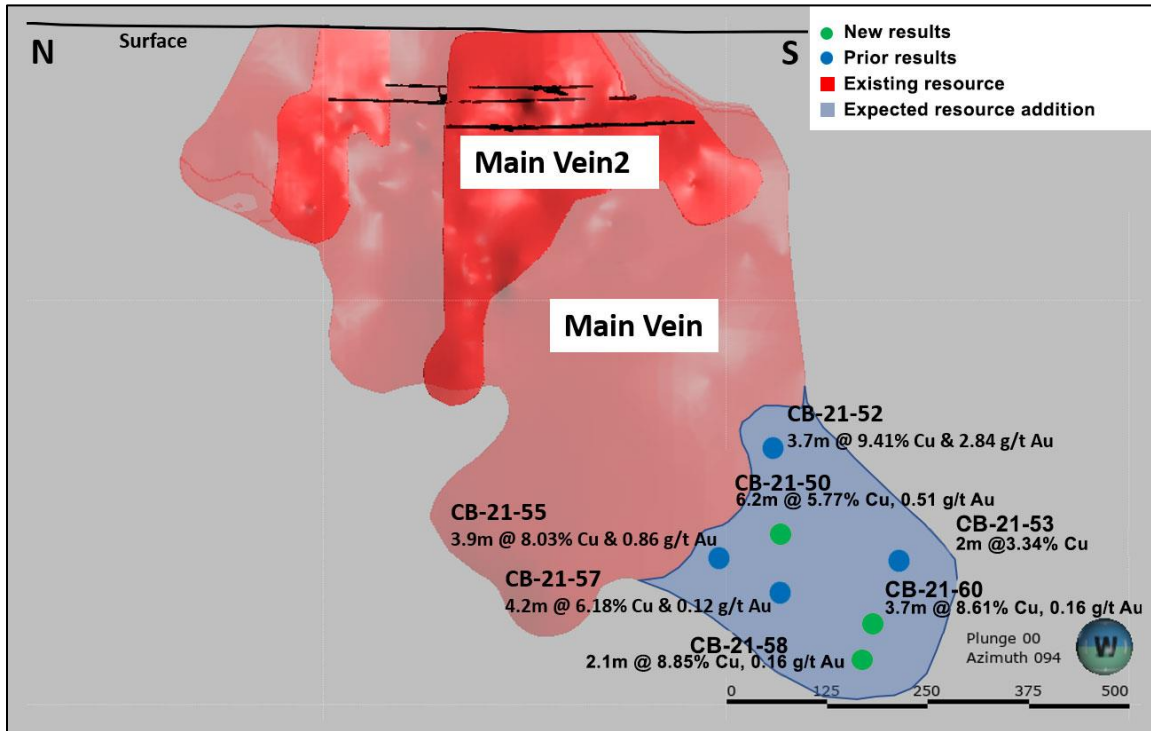 N
Surface
S
New results
Prior results
Existing resource
Expected resource addition
Main Vein2
Main Vein
CB-21-52
3.7m @ 9.41% Cu & 2.84 g/t Au
CB-21-50
6.2m @ 5.77% Cu, 0.51 g/t Au
CB-21-55
3.9m @ 8.03% Cu & 0.86 g/t Au
CB-21-53
2m @3.34% Cu
CB-21-57
4.2m @ 6.18% Cu & 0.12 g/t Au
CB-21-60
3.7m @ 8.61% Cu, 0.16 g/t Au
CB-21-58
2.1m @ 8.85% Cu, 0.16 g/t Au
Plunge 00
Azimuth 094
W
0 125 250 375 500